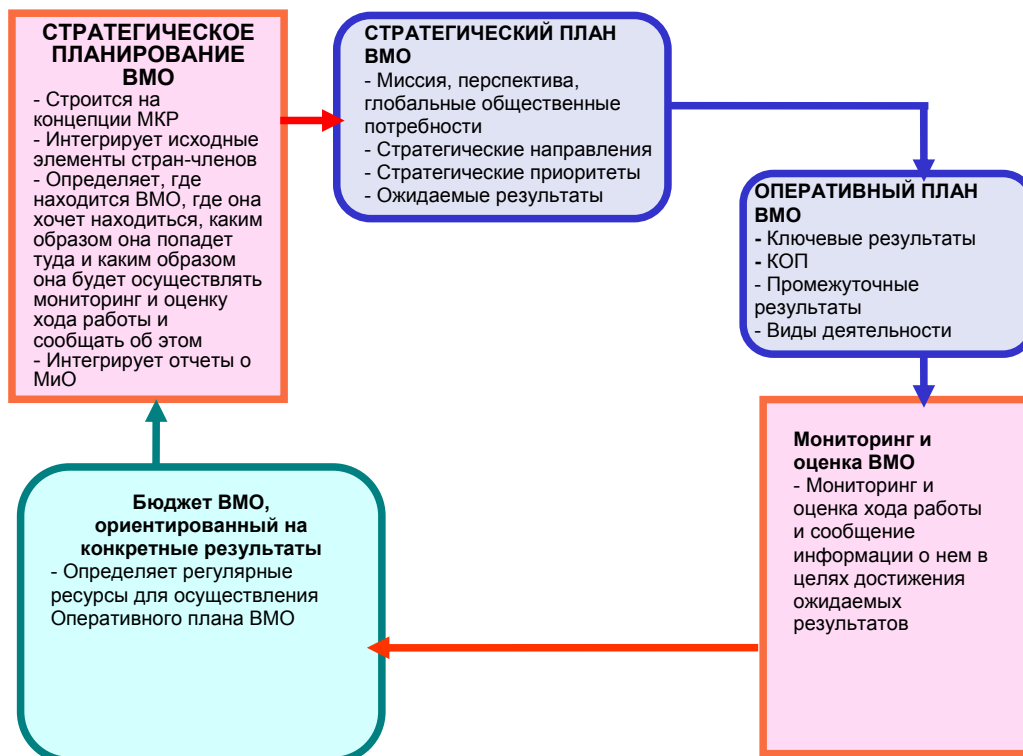 СТРАТЕГИЧЕСКОЕ
ПЛАНИРОВАНИЕ
ВМО
- Строится на
концепции МКР
- Интегрирует исходные
элементы стран-членов
- Определяет, где
находится ВМО, где она
хочет находиться, каким
образом она попадет
туда и каким образом
она будет осуществлять
мониторинг и оценку
хода работы и
сообщать об этом
- Интегрирует отчеты о
МиО
СТРАТЕГИЧЕСКИЙ ПЛАН
ВМО
- Миссия, перспектива,
глобальные общественные
потребности
- Стратегические направления
- Стратегические приоритеты
- Ожидаемые результаты
ОПЕРАТИВНЫЙ ПЛАН
ВМО
- Ключевые результаты
- КОП
- Промежуточные
результаты
- Виды деятельности
Мониторинг и
оценка ВМО
- Мониторинг и
оценка хода работы
и сообщение
информации о нем в
целях достижения
ожидаемых
результатов
Бюджет ВМО,
ориентированный на
конкретные результаты
- Определяет регулярные
ресурсы для осуществления
Оперативного плана ВМО